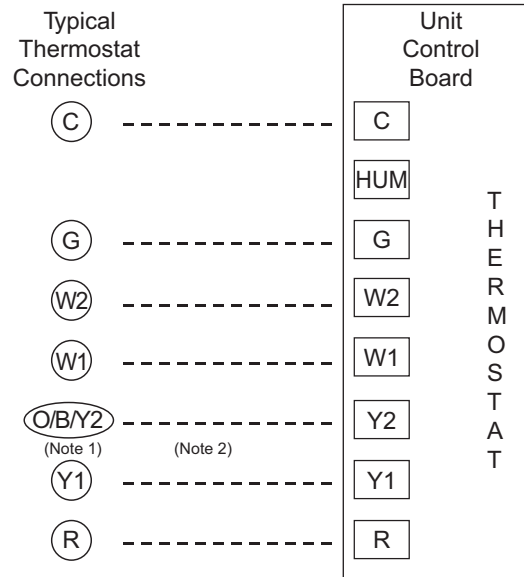 Typical
Thermostat
Connections
Unit
Control
Board
C
C
HUM
G
G
W2
W2
W1
W1
O/B/Y2
Y2
(Note 1)
(Note 2)
Y1
Y1
R
R
THERMOSTAT